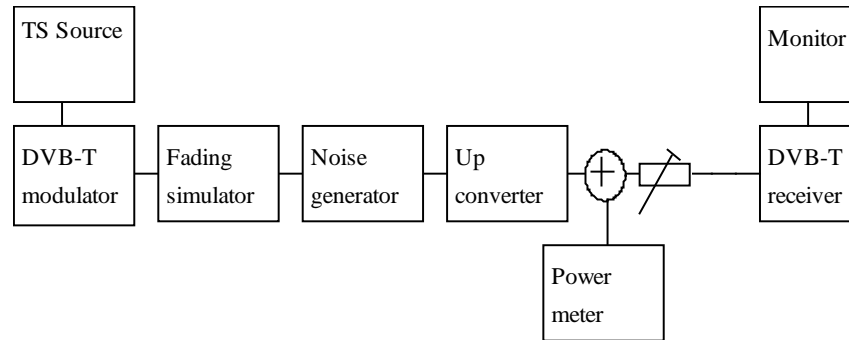 TS Source
Monitor
DVB-T
modulator
Fading
simulator
Noise
generator
Up
converter
DVB-T
receiver
Power
meter